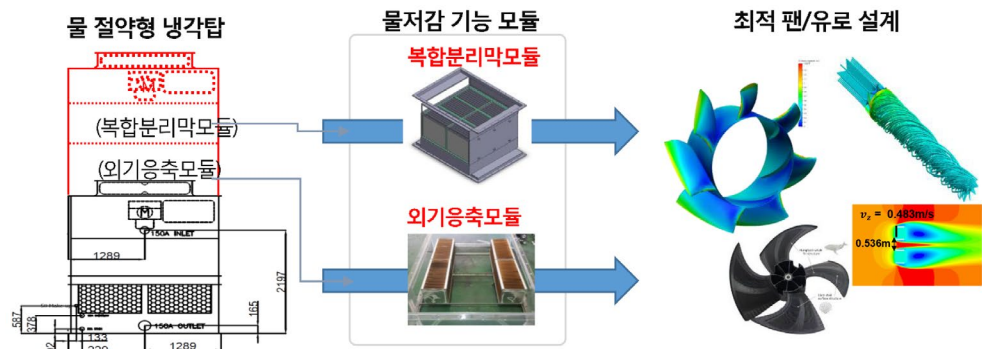 물 절약형 냉각탑
물저감 기능 모듈
최적 팬/유로 설계
복합분리막모듈
(복합분리막모듈)
(외기응축모듈)
외기응축모듈
M
M
150A INLET
1289
2197
587
378
165
133
150A OUTLET
1289
v_z = 0.483m/s
0.536m